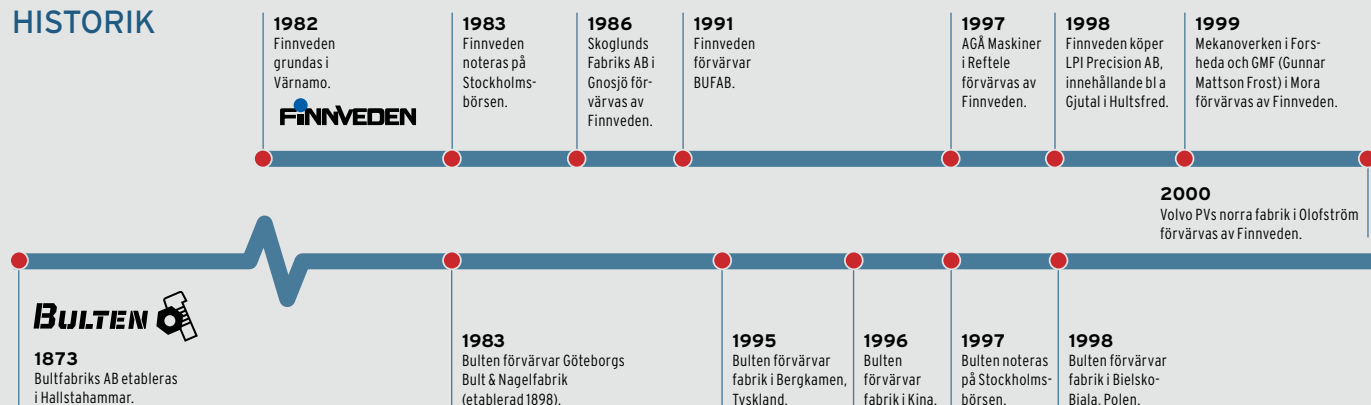 HISTORIK
1982
Finnveden
grundas i
Värnamo.
FINNVEDEN
1983
Finnveden
noteras på
Stockholms-
börsen.
1986
Skoglunds
Fabriks AB i
Gnosjö för-
värvas av
Finnveden.
1991
Finnveden
förvärvar
BUFAB.
1997
AGÅ Maskiner
i Reftele
förvärvas av
Finnveden.
1998
Finnveden köper
LPI Precision AB,
innehållande bl a
Gjutal i Hultsfred.
1999
Mekanoverken i Fors-
heda och GMF (Gunnar
Mattson Frost) i Mora
förvärvas av Finnveden.
2000
Volvo PVs norra fabrik i Olofström
förvärvas av Finnveden.
BULTEN
1873
Bultfabriks AB etableras
i Hallstahammar.
1983
Bulten förvärvar Göteborgs
Bult & Nagelfabrik
(etablerad 1898).
1995
Bulten förvärvar
fabrik i Bergkamen,
Tyskland.
1996
Bulten
förvärvar
fabrik i Kina.
1997
Bulten noteras
på Stockholms-
börsen.
1998
Bulten förvärvar
fabrik i Bielsko-
Biala, Polen.